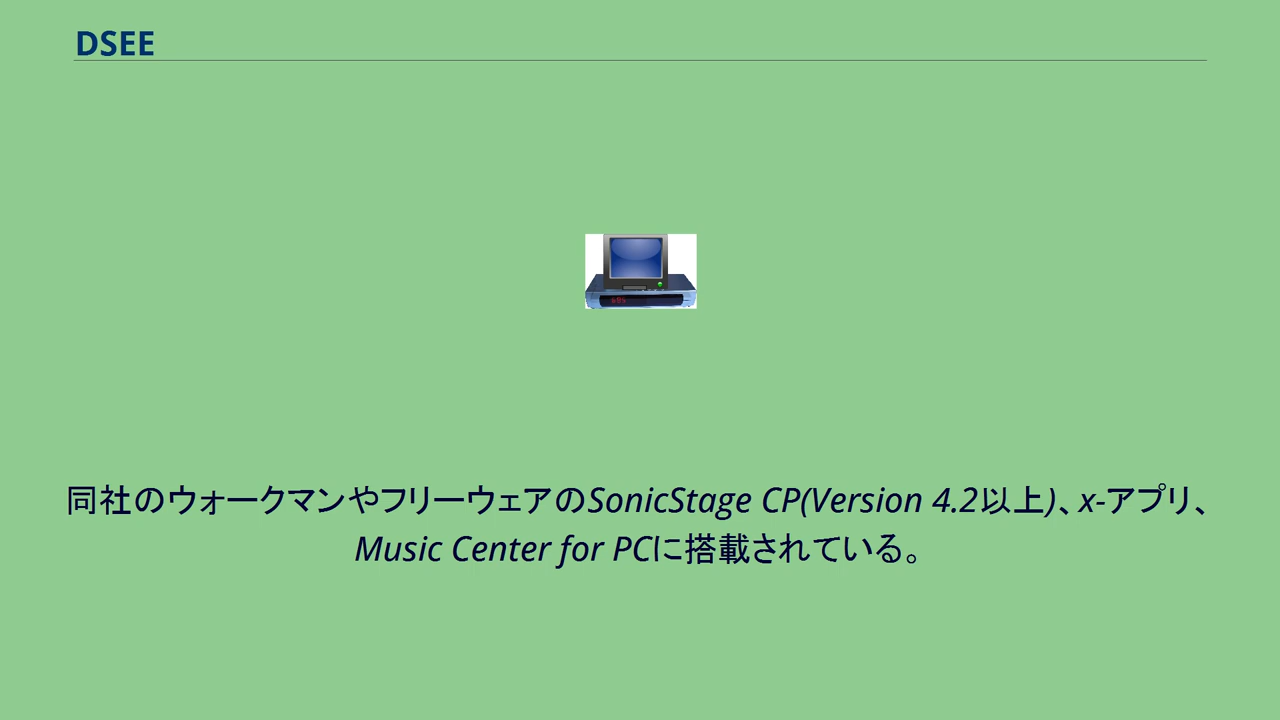 DSEE
同社のウォークマンやフリーウェアのSonicStage CP(Version 4.2以上)、x-アプリ、
Music Center for PCに搭載されている。